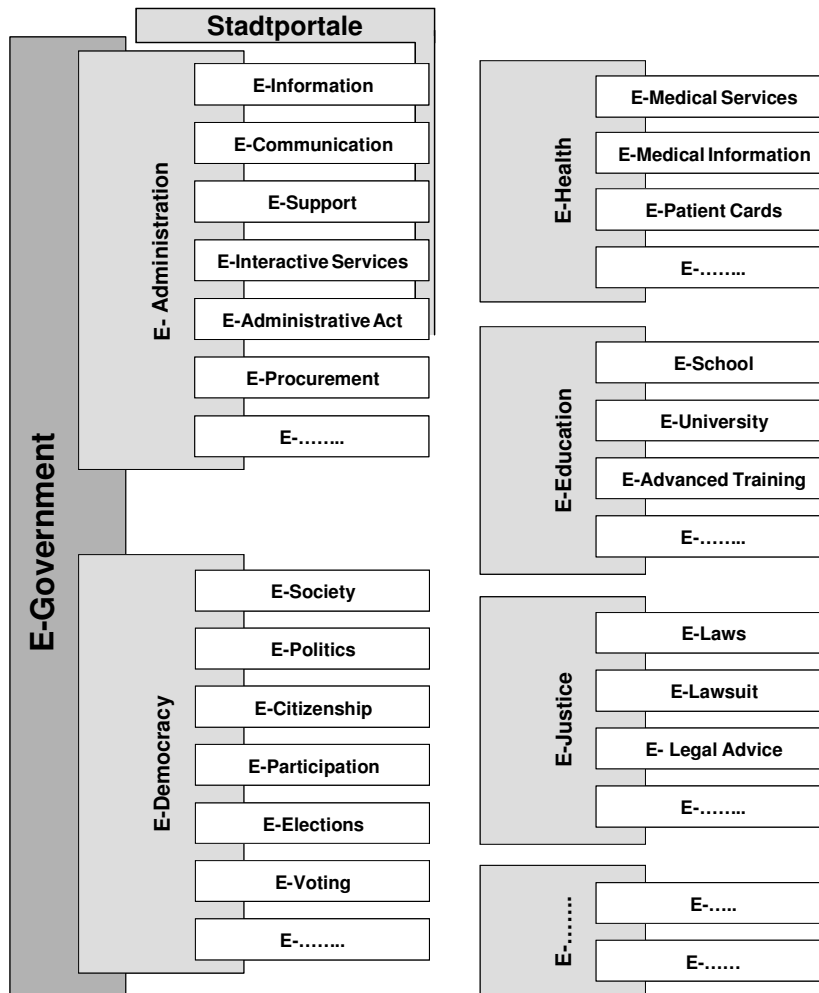 Stadtportale
E-Government
E- Administration
E-Information
E-Communication
E-Support
E-Interactive Services
E-Administrative Act
E-Procurement
E-……..
E-Democracy
E-Society
E-Politics
E-Citizenship
E-Participation
E-Elections
E-Voting
E-……..
E-Health
E-Medical Services
E-Medical Information
E-Patient Cards
E-……..
E-Education
E-School
E-University
E-Advanced Training
E-……..
E-Justice
E-Laws
E-Lawsuit
E- Legal Advice
E-……..
E-…….
E-…..
E-……